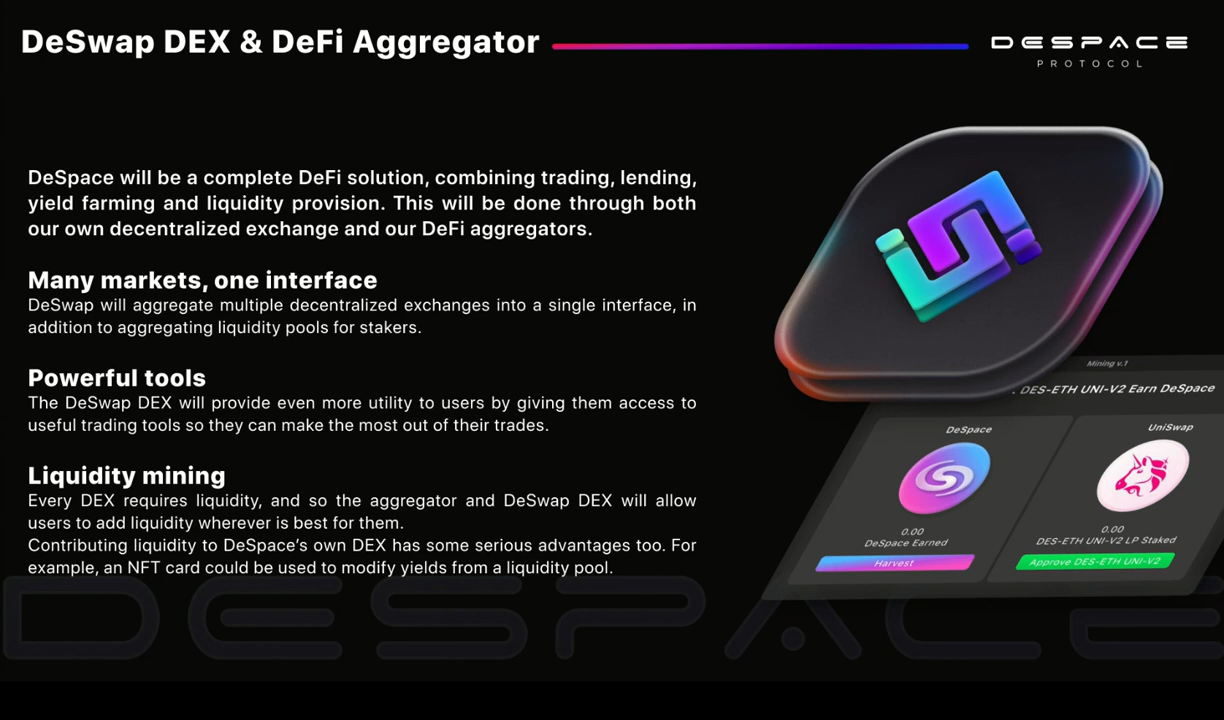 DeSwap DEX & DeFi Aggregator
DESPACE
PROTOCOL
DeSpace will be a complete DeFi solution, combining trading, lending,
yield farming and liquidity provision. This will be done through both
our own decentralized exchange and our DeFi aggregators.
Many markets, one interface
DeSwap will aggregate multiple decentralized exchanges into a single interface, in
addition to aggregating liquidity pools for stakers.
Powerful tools
The DeSwap DEX will provide even more utility to users by giving them access to
useful trading tools so they can make the most out of their trades.
Liquidity mining
Every DEX requires liquidity, and so the aggregator and DeSwap DEX will allow
users to add liquidity wherever is best for them.
Contributing liquidity to DeSpace’s own DEX has some serious advantages too. For
example, an NFT card could be used to modify yields from a liquidity pool.
Mining v.1
DES-ETH UNI-V2 Earn DeSpace
DeSpace
0.00
DeSpace Earned
Harvest
UniSwap
0.00
DES-ETH UNI-V2 LP Staked
Approve DES-ETH UNI-V2
DESPACE